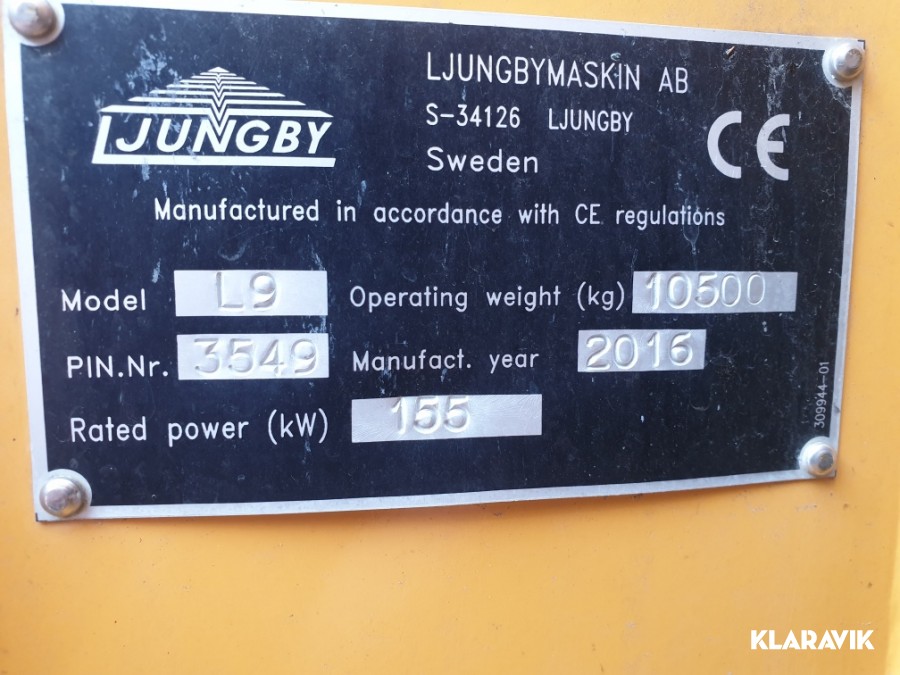 LJUNGBY
LJUNGBYMASKIN AB
S-34126 LJUNGBY
Sweden
CE
Manufactured in accordance with CE regulations
Model L9 Operating weight (kg) 10500
PIN.Nr. 3549 Manufact. year 2016
Rated power (kW) 155
309944-01
KLARAVIK